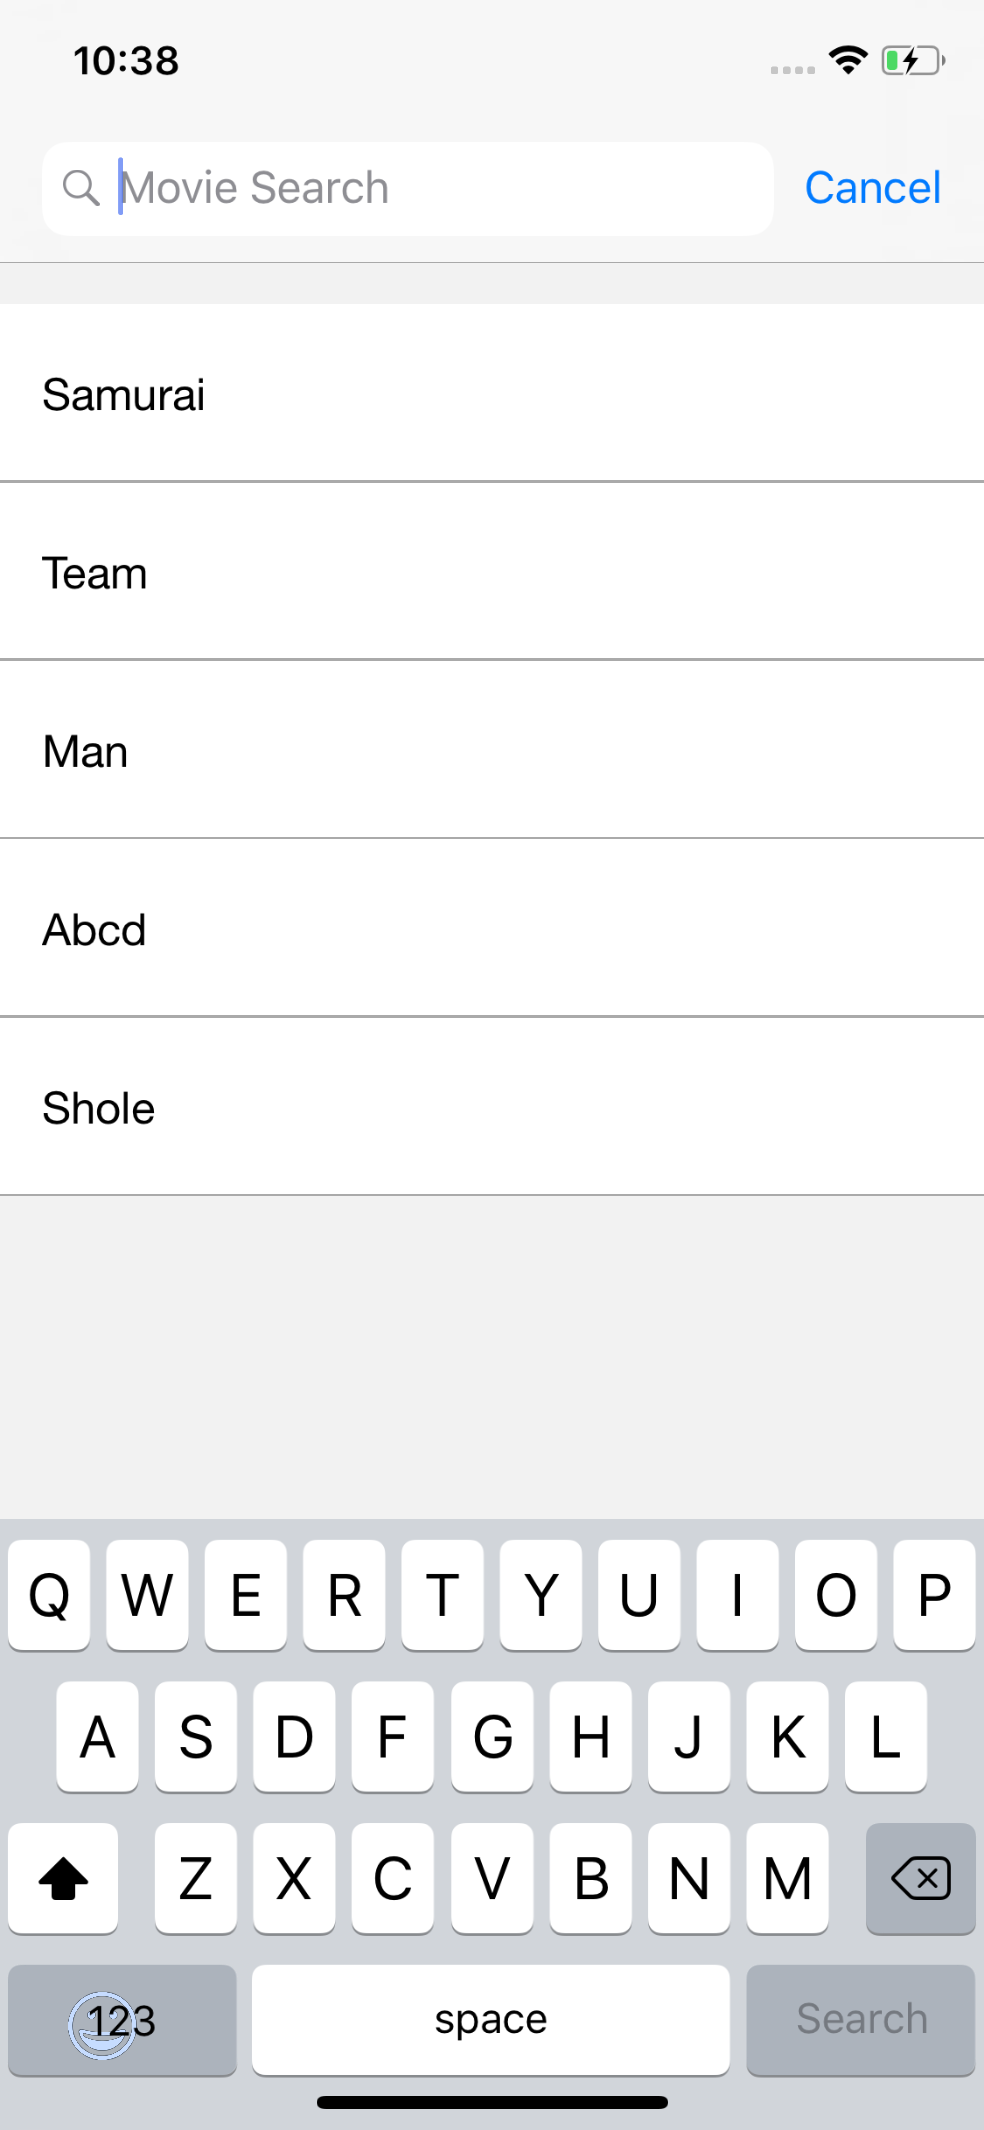 10:38
Movie Search Cancel
Samurai
Team
Man
Abcd
Shole
Q W E R T Y U I O P
A S D F G H J K L
Z X C V B N M
123 space Search